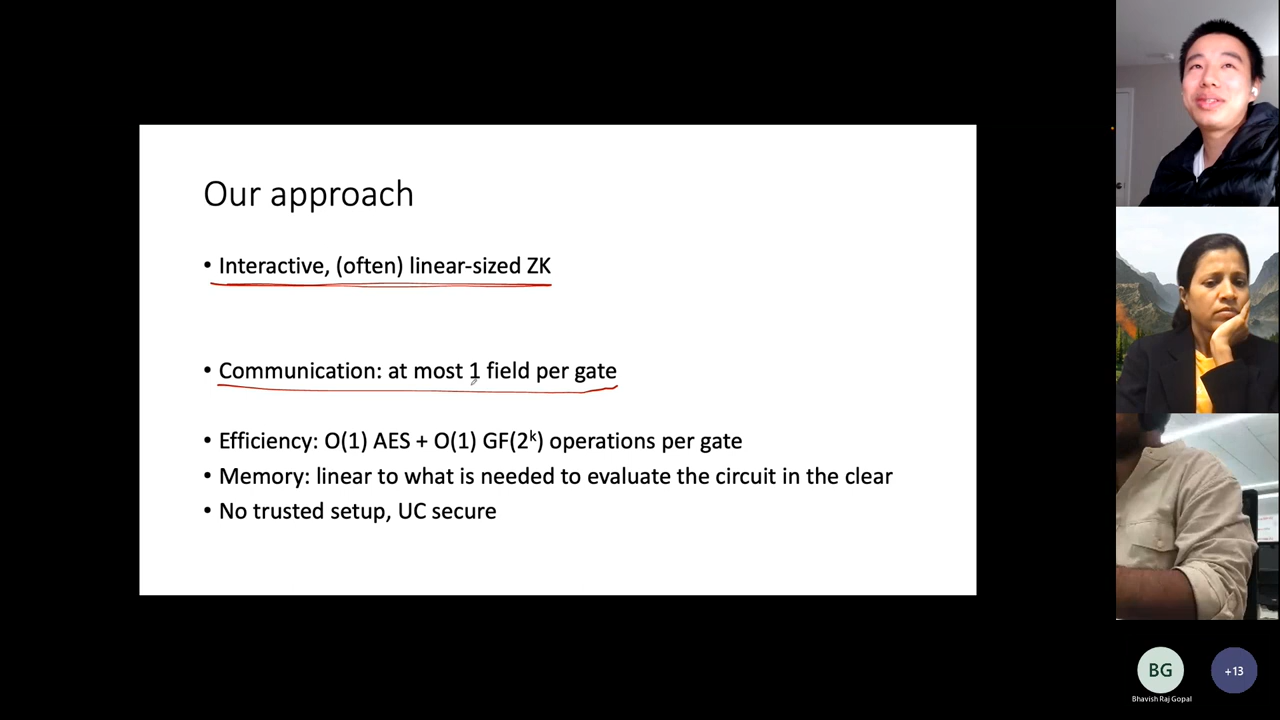 Our approach
• Interactive, (often) linear-sized ZK
• Communication: at most 1 field per gate
• Efficiency: O(1) AES + O(1) GF(2ᵏ) operations per gate
• Memory: linear to what is needed to evaluate the circuit in the clear
• No trusted setup, UC secure
BG
+13
Bhavish Raj Gopal